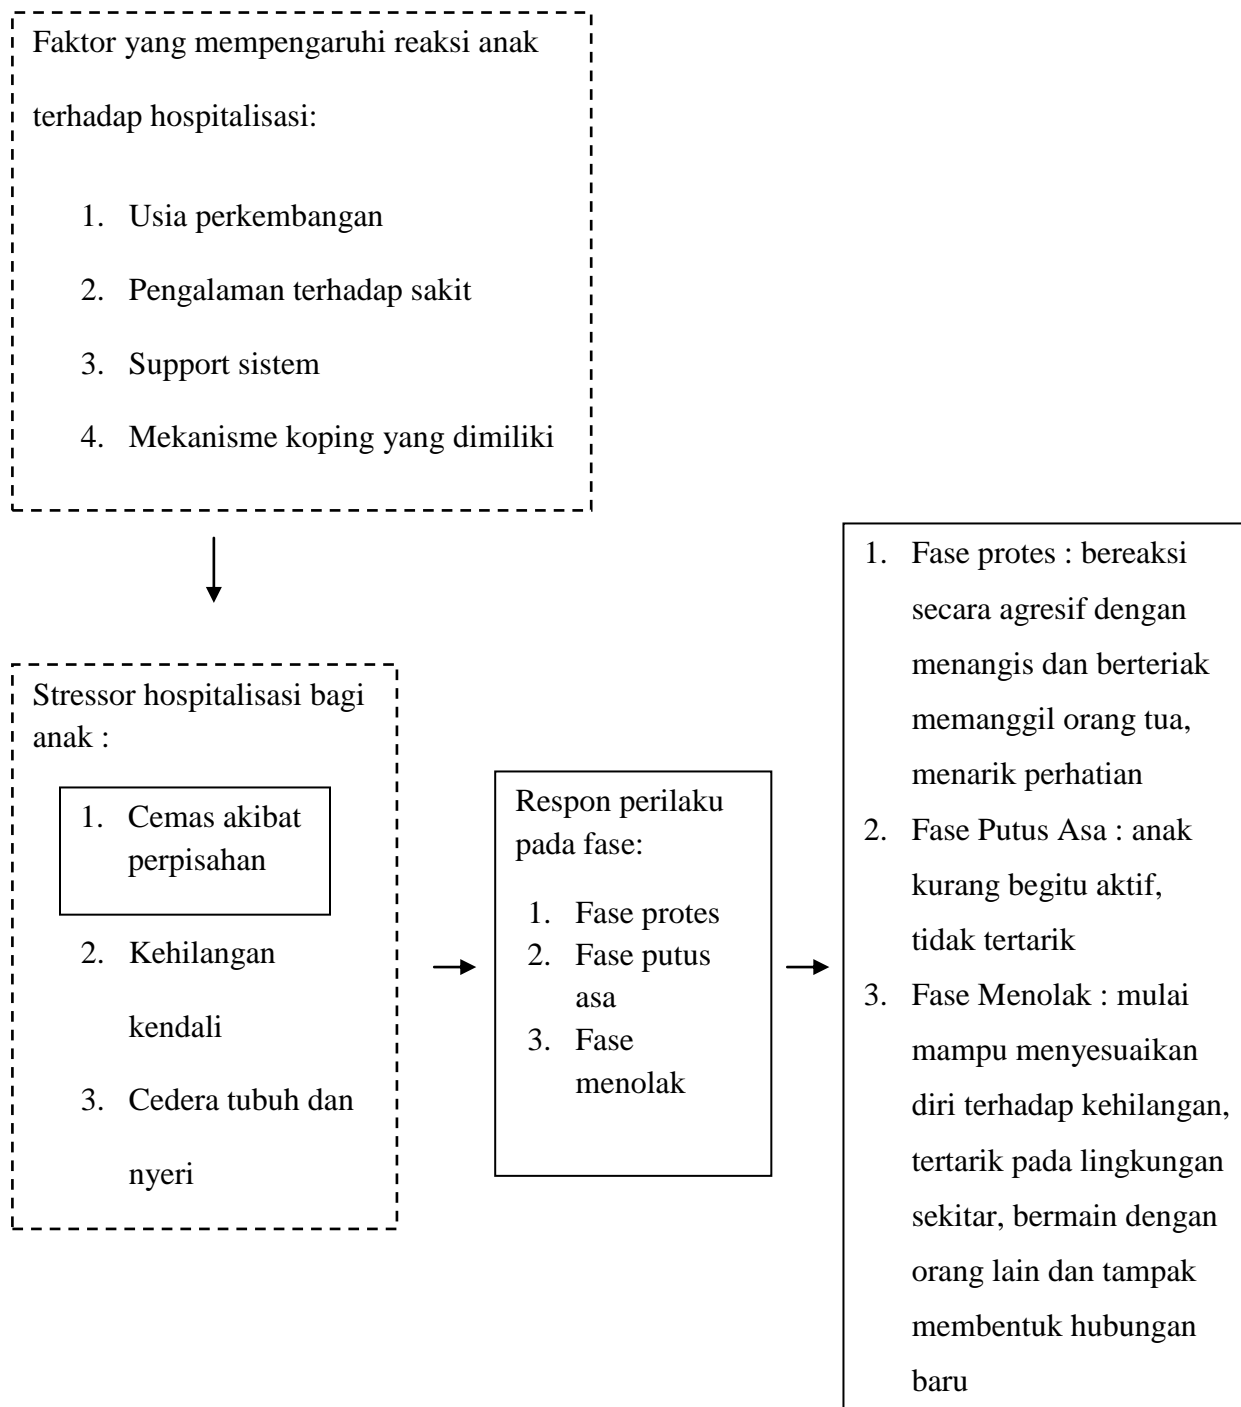 Faktor yang mempengaruhi reaksi anak
terhadap hospitalisasi:
1. Usia perkembangan
2. Pengalaman terhadap sakit
3. Support sistem
4. Mekanisme koping yang dimiliki
Stressor hospitalisasi bagi
anak :
1. Cemas akibat
perpisahan
2. Kehilangan
kendali
3. Cedera tubuh dan
nyeri
Respon perilaku
pada fase:
1. Fase protes
2. Fase putus
asa
3. Fase
menolak
1. Fase protes : bereaksi
secara agresif dengan
menangis dan berteriak
memanggil orang tua,
menarik perhatian
2. Fase Putus Asa : anak
kurang begitu aktif,
tidak tertarik
3. Fase Menolak : mulai
mampu menyesuaikan
diri terhadap kehilangan,
tertarik pada lingkungan
sekitar, bermain dengan
orang lain dan tampak
membentuk hubungan
baru